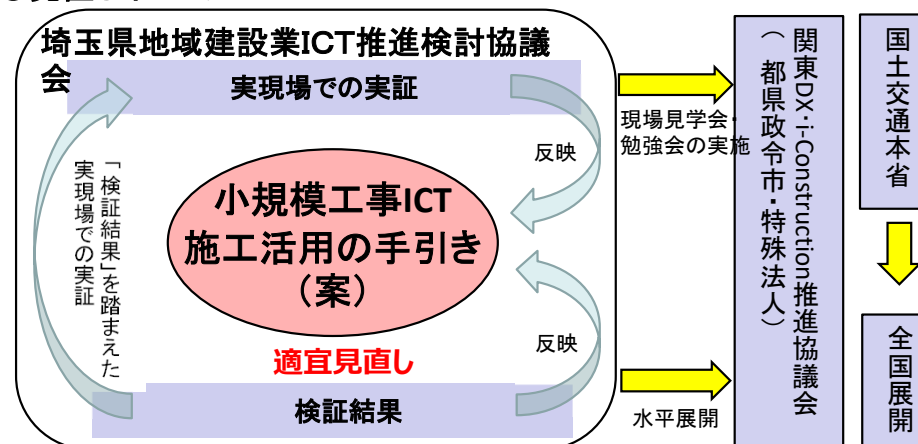 埼玉県地域建設業ICT推進検討協議
会
実現場での実証
反映
「検証結果」を踏まえた
実現場での実証
小規模工事ICT
施工活用の手引き
（案）
適宜見直し
反映
検証結果
現場見学会・
勉強会の実施
水平展開
関東DX・i-Construction推進協議会
（都県政令市・特殊法人）
国土交通本省
全国展開